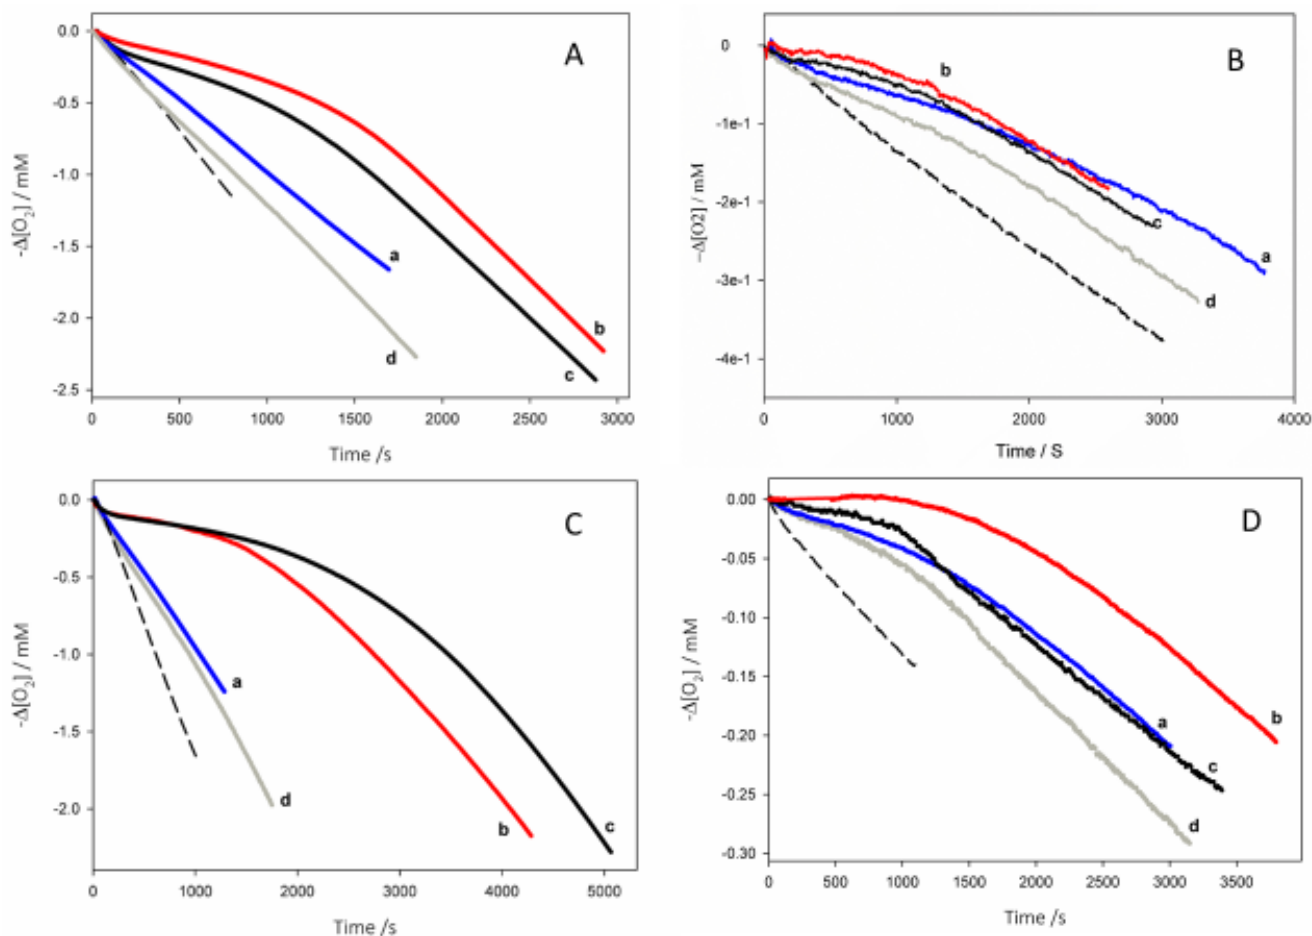 A
-Δ[O₂] / mM
0.0
-0.5
-1.0
-1.5
-2.0
-2.5
a
b
c
d
0 500 1000 1500 2000 2500 3000
Time /s
B
−Δ[O2] / mM
0
-1e-1
-2e-1
-3e-1
-4e-1
b
c
a
d
0 1000 2000 3000 4000
Time / S
C
-Δ[O₂] / mM
0.0
-0.5
-1.0
-1.5
-2.0
a
d
b
c
0 1000 2000 3000 4000 5000
Time /s
D
-Δ[O₂] / mM
0.00
-0.05
-0.10
-0.15
-0.20
-0.25
-0.30
a
b
c
d
0 500 1000 1500 2000 2500 3000 3500
Time /s